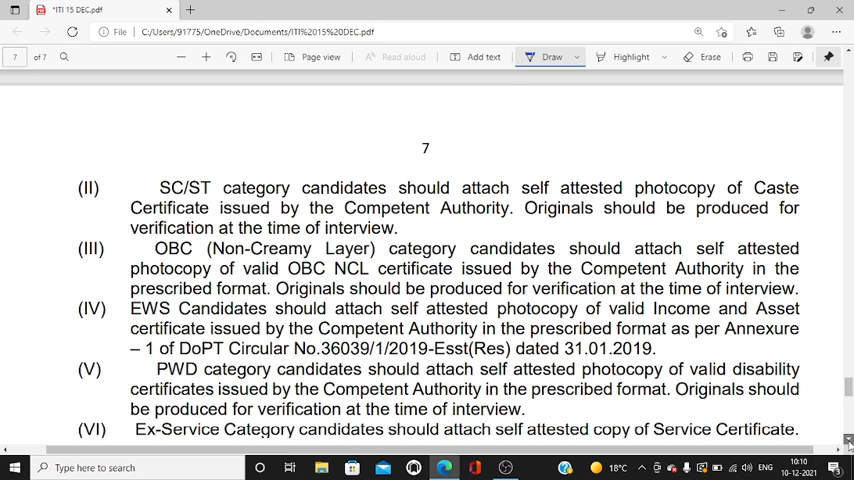 *ITI 15 DEC.pdf
File
C:/Users/91775/OneDrive/Documents/ITI%2015%20DEC.pdf
7 of 7
Page view
Read aloud
Add text
Draw
Highlight
Erase
7
(II) SC/ST category candidates should attach self attested photocopy of Caste
Certificate issued by the Competent Authority. Originals should be produced for
verification at the time of interview.
(III) OBC (Non-Creamy Layer) category candidates should attach self attested
photocopy of valid OBC NCL certificate issued by the Competent Authority in the
prescribed format. Originals should be produced for verification at the time of interview.
(IV) EWS Candidates should attach self attested photocopy of valid Income and Asset
certificate issued by the Competent Authority in the prescribed format as per Annexure
– 1 of DoPT Circular No.36039/1/2019-Esst(Res) dated 31.01.2019.
(V) PWD category candidates should attach self attested photocopy of valid disability
certificates issued by the Competent Authority in the prescribed format. Originals should
be produced for verification at the time of interview.
(VI) Ex-Service Category candidates should attach self attested copy of Service Certificate.
Type here to search
18°C
ENG
10:10
10-12-2021
3